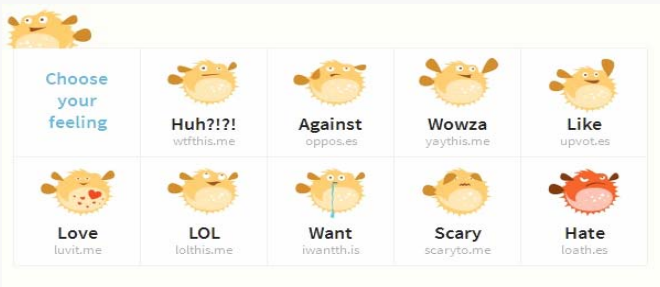 Choose
your
feeling
Huh?!?!
wtfthis.me
Against
oppos.es
Wowza
yaythis.me
Like
upvot.es
Love
luvit.me
LOL
lolthis.me
Want
iwantth.is
Scary
scaryto.me
Hate
loath.es